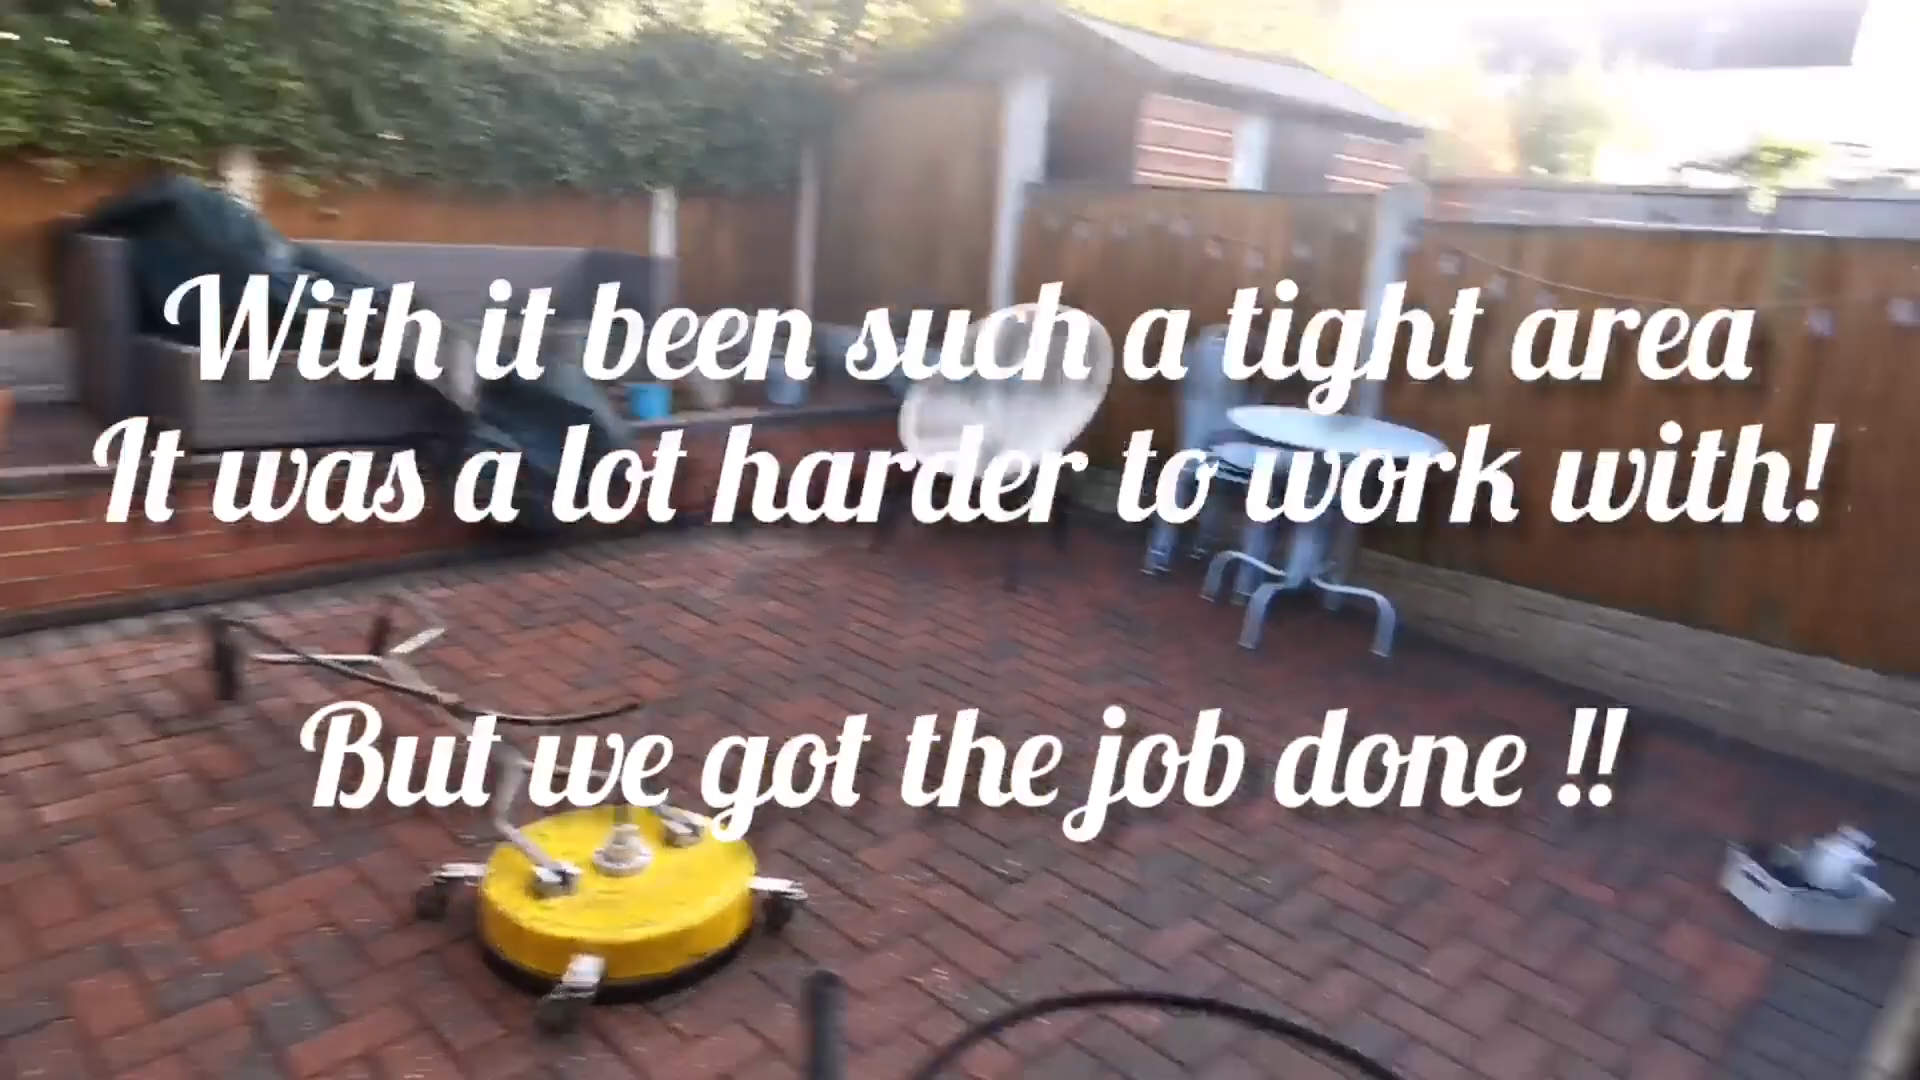 With it been such a tight area
It was a lot harder to work with!
But we got the job done !!